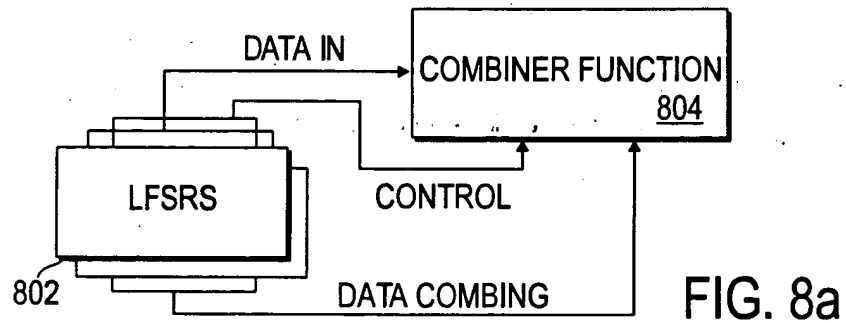 DATA IN
COMBINER FUNCTION
804
LFSRS
CONTROL
802
DATA COMBING
FIG. 8a